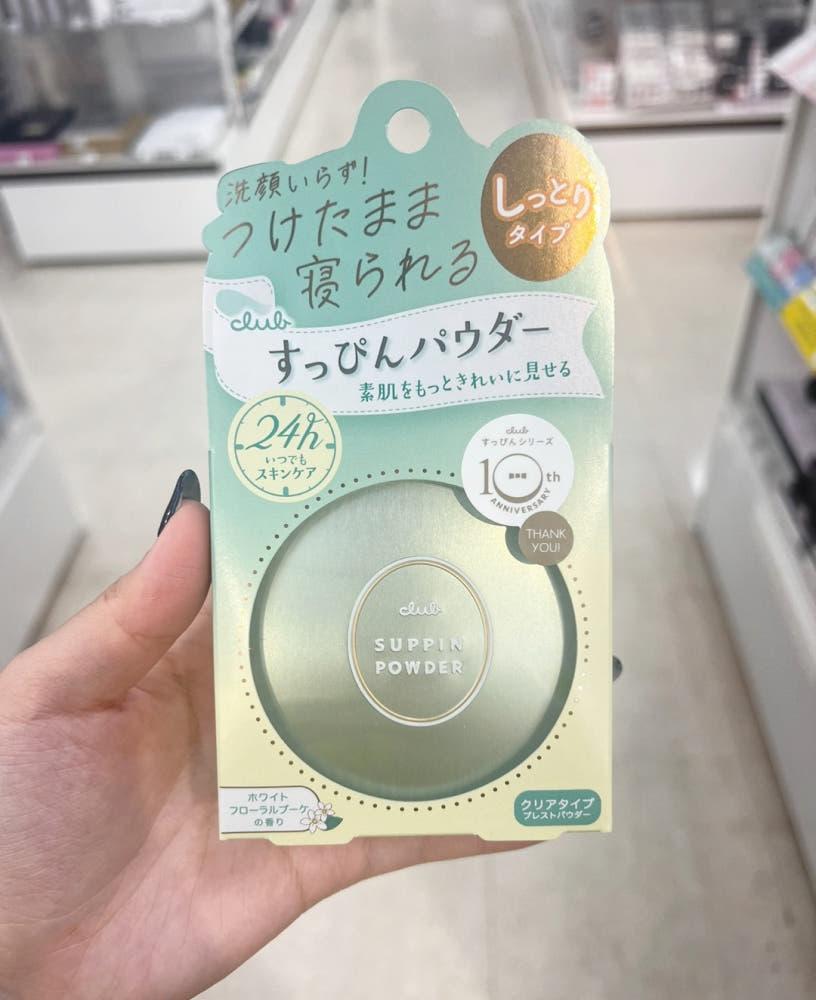 洗顔いらず!
つけたまま
寝られる
しっとり
タイプ
club
すっぴんパウダー
素肌をもっときれいに見せる
24h
いつでも
スキンケア
club
すっぴんシリーズ
10th
ANNIVERSARY
THANK
YOU!
club
SUPPIN
POWDER
ホワイト
フローラルブーケ
の香り
クリアタイプ
プレストパウダー